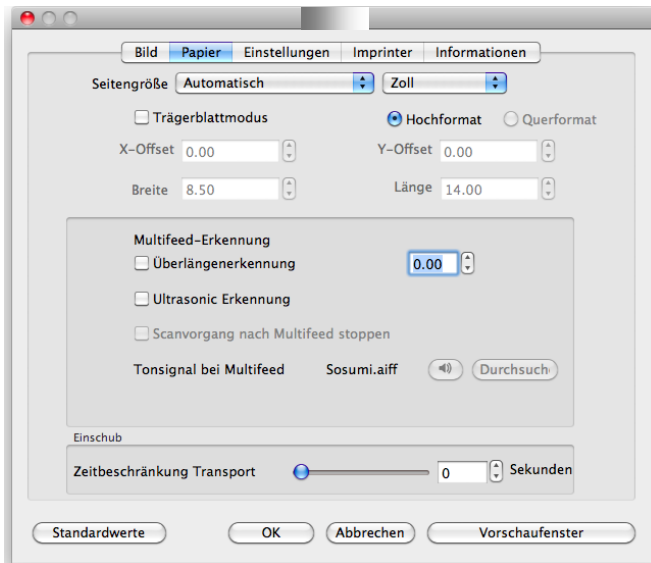 Bild Papier Einstellungen Imprinter Informationen
Seitengröße Automatisch Zoll
Trägerblattmodus Hochformat Querformat
X-Offset 0.00 Y-Offset 0.00
Breite 8.50 Länge 14.00
Multifeed-Erkennung
Überlängenerkennung 0.00
Ultrasonic Erkennung
Scanvorgang nach Multifeed stoppen
Tonsignal bei Multifeed Sosumi.aiff Durchsuch
Einschub
Zeitbeschränkung Transport 0 Sekunden
Standardwerte OK Abbrechen Vorschaufenster